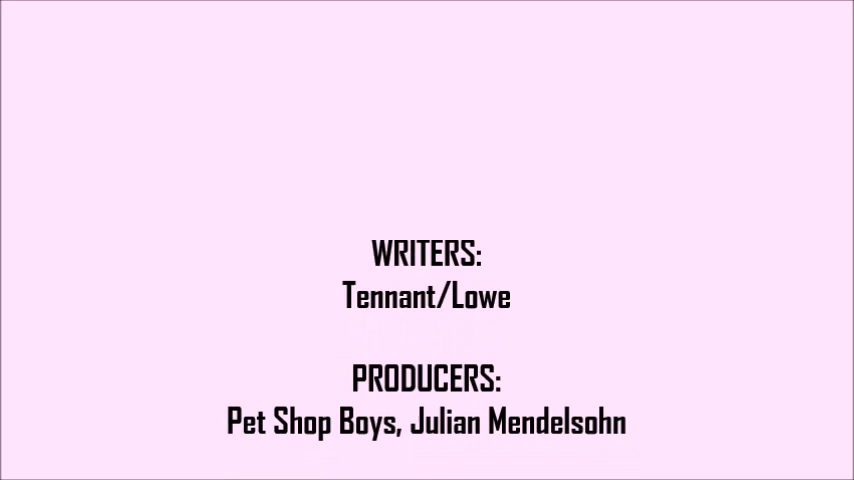 WRITERS:
Tennant/Lowe
PRODUCERS:
Pet Shop Boys, Julian Mendelsohn